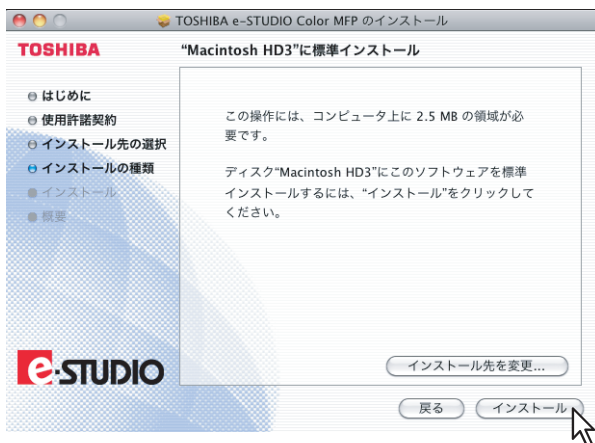 TOSHIBA e-STUDIO Color MFP のインストール
TOSHIBA
“Macintosh HD3”に標準インストール
はじめに
使用許諾契約
インストール先の選択
インストールの種類
インストール
概要
この操作には、コンピュータ上に 2.5 MB の領域が必
要です。
ディスク“Macintosh HD3”にこのソフトウェアを標準
インストールするには、“インストール”をクリックして
ください。
インストール先を変更...
e-STUDIO
戻る
インストール